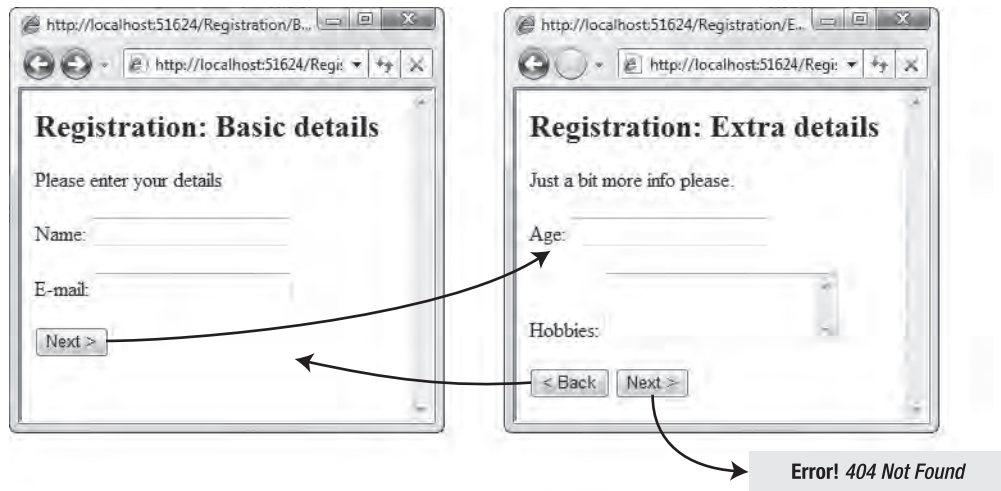 http://localhost:51624/Registration/B...
http://localhost:51624/Regis
Registration: Basic details
Please enter your details
Name:
E-mail:
Next >
http://localhost:51624/Registration/E...
http://localhost:51624/Regis
Registration: Extra details
Just a bit more info please.
Age:
Hobbies:
< Back Next >
Error! 404 Not Found